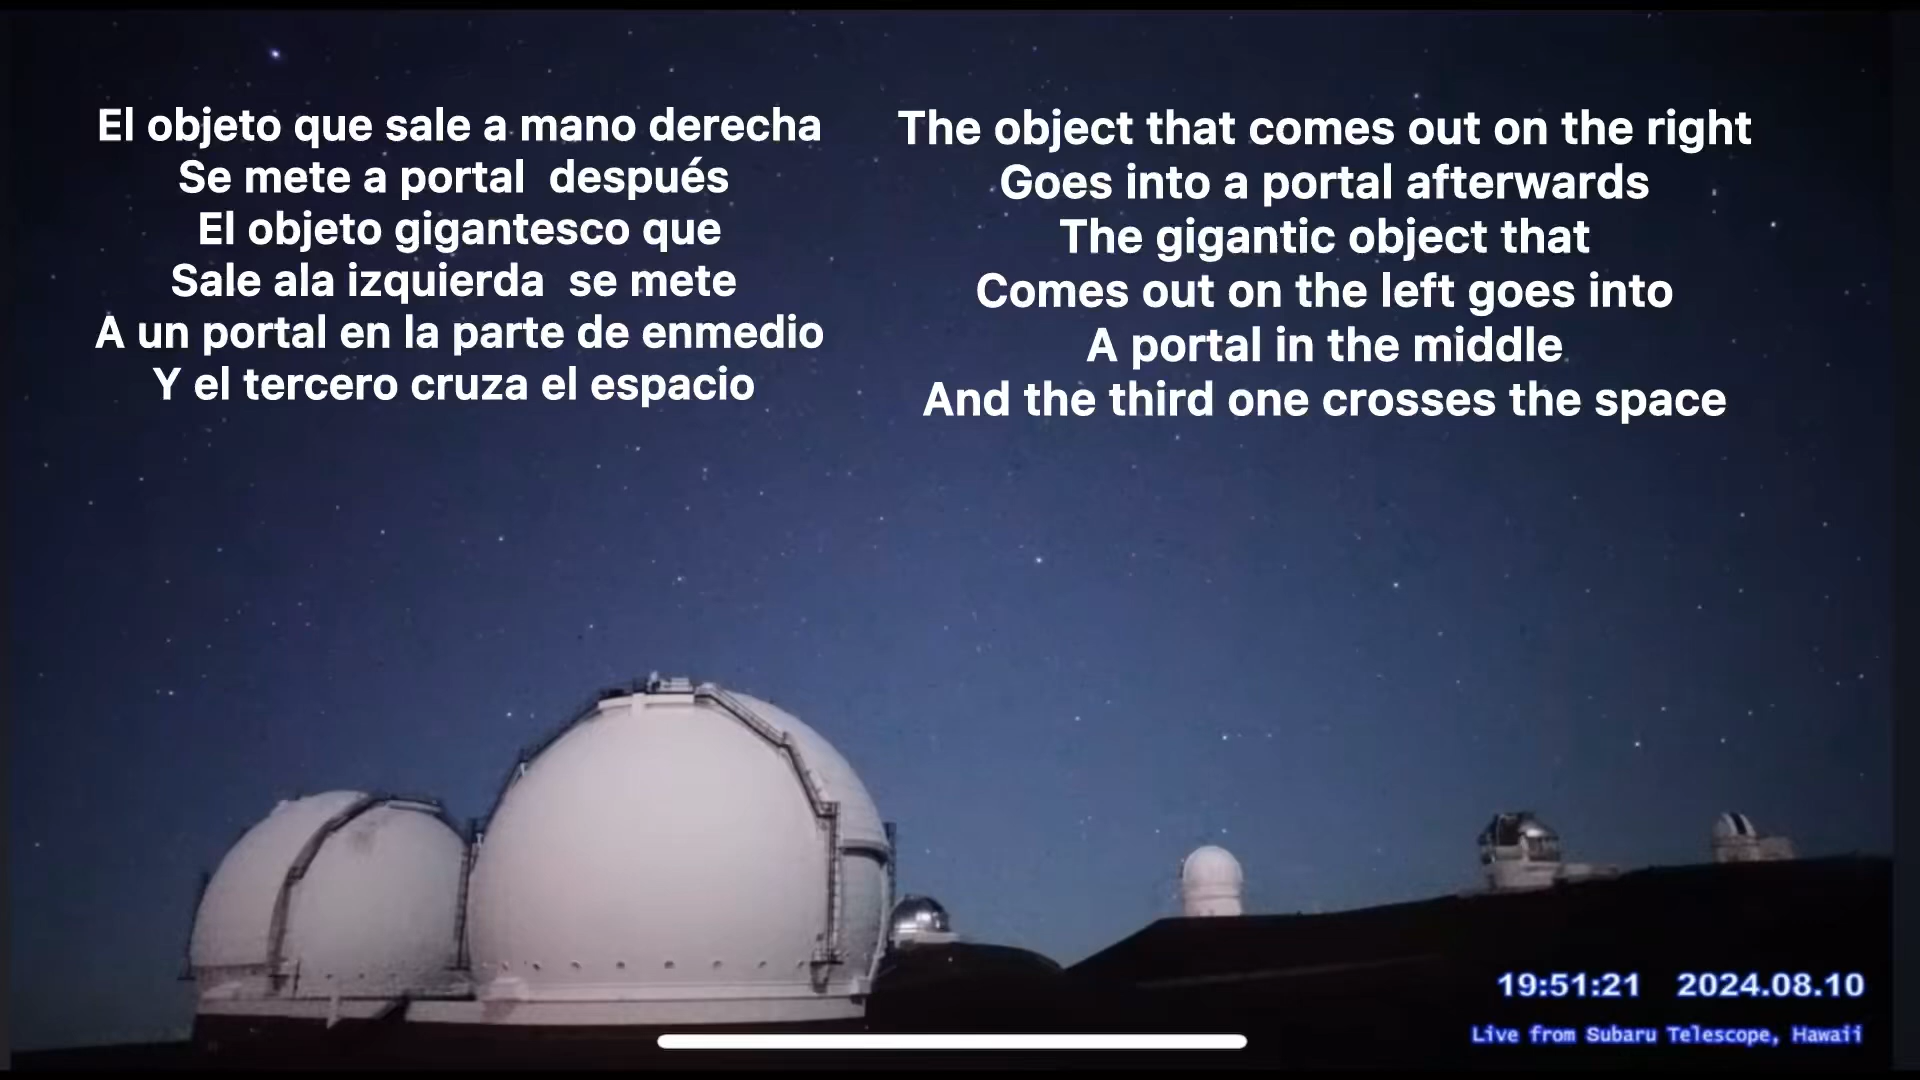 El objeto que sale a mano derecha
Se mete a portal  después
El objeto gigantesco que
Sale ala izquierda  se mete
A un portal en la parte de enmedio
Y el tercero cruza el espacio
The object that comes out on the right
Goes into a portal afterwards
The gigantic object that
Comes out on the left goes into
A portal in the middle
And the third one crosses the space
19:51:21 2024.08.10
Live from Subaru Telescope, Hawaii